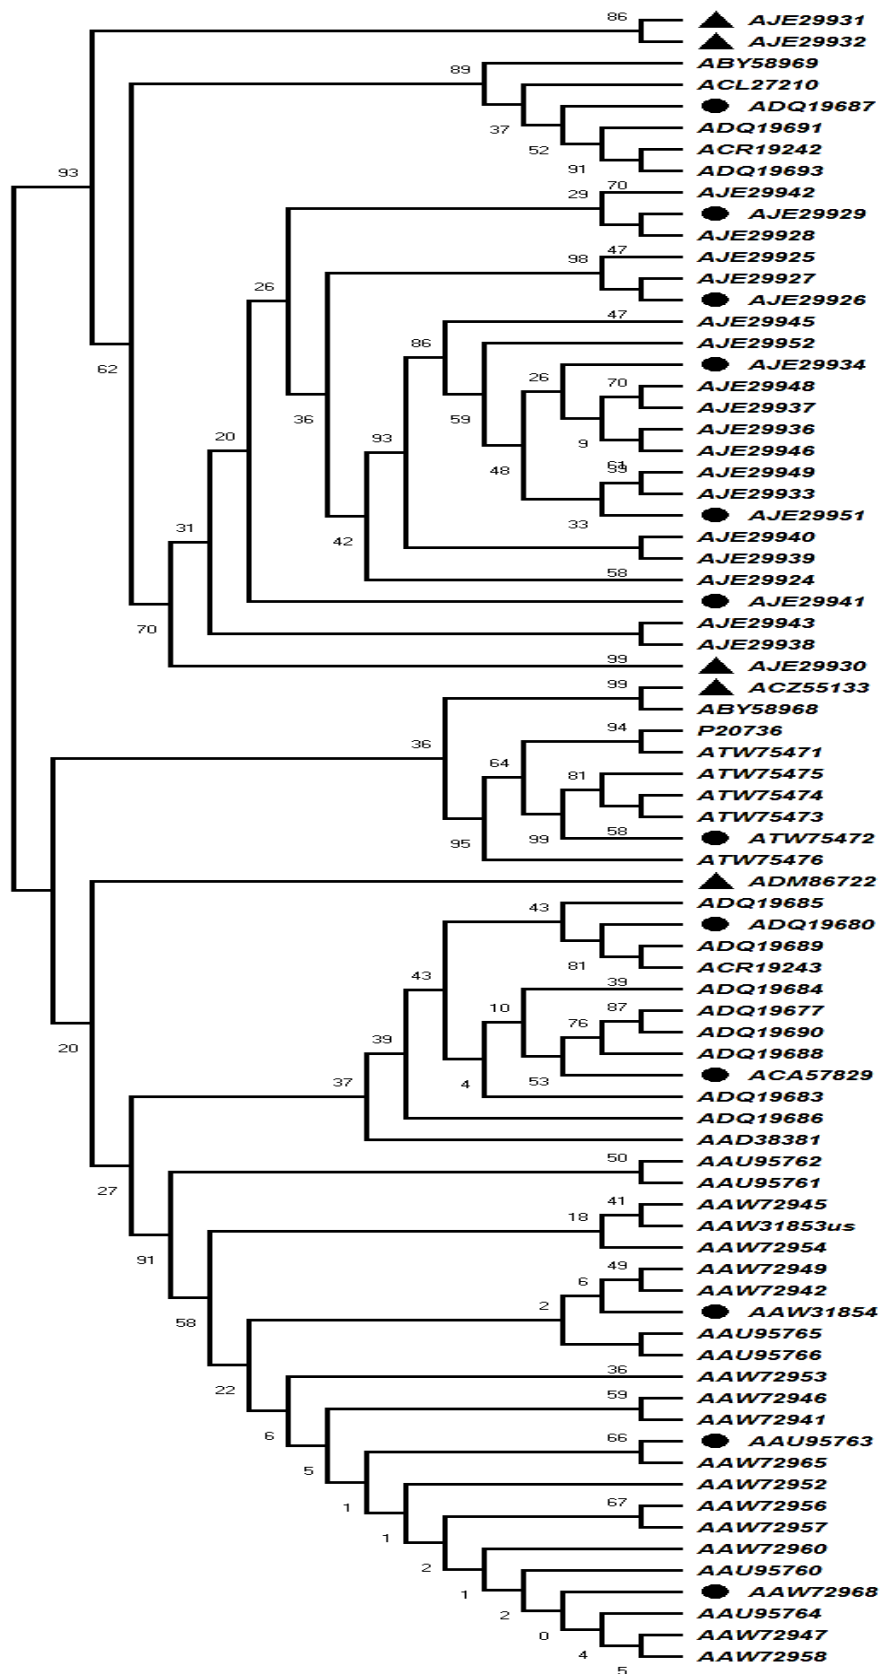 86 AJE29931
AJE29932
ABY58969
89
ACL27210
ADQ19687
37 ADQ19691
52 ACR19242
91 ADQ19693
93
70
29 AJE29942
AJE29929
AJE29928
47 AJE29925
98
AJE29927
26 AJE29926
47 AJE29945
86 AJE29952
62 AJE29934
26
70 AJE29948
AJE29937
36 59 AJE29936
20 93 9 AJE29946
48 AJE29949
AJE29933
33 AJE29951
31
42 AJE29940
AJE29939
58 AJE29924
AJE29941
70 AJE29943
AJE29938
99 AJE29930
99 ACZ55133
ABY58968
94 P20736
36 ATW75471
64
81 ATW75475
ATW75474
ATW75473
58 ATW75472
95 99
ATW75476
ADM86722
43 ADQ19685
ADQ19680
ADQ19689
81 ACR19243
43
39 ADQ19684
10 87 ADQ19677
76 ADQ19690
20 39 ADQ19688
37 4 53 ACA57829
ADQ19683
ADQ19686
AAD38381
50 AAU95762
27 AAU95761
41 AAW72945
18 AAW31853us
AAW72954
91
49 AAW72949
6 AAW72942
2 AAW31854
58 AAU95765
AAU95766
36 AAW72953
22
59 AAW72946
AAW72941
6 66 AAU95763
AAW72965
5
AAW72952
1 67 AAW72956
AAW72957
1
AAW72960
2 AAU95760
1 AAW72968
2 AAU95764
0 AAW72947
4 AAW72958
5